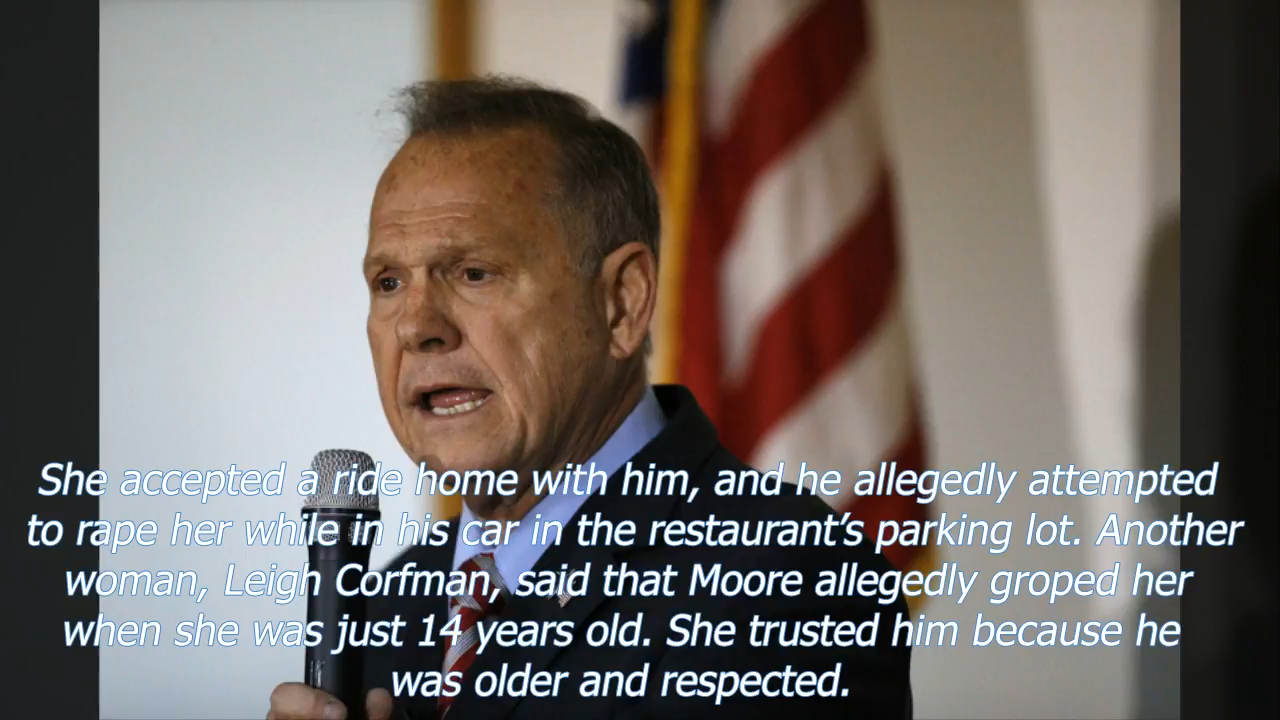 She accepted a ride home with him, and he allegedly attempted
to rape her while in his car in the restaurant’s parking lot. Another
woman, Leigh Corfman, said that Moore allegedly groped her
when she was just 14 years old. She trusted him because he
was older and respected.